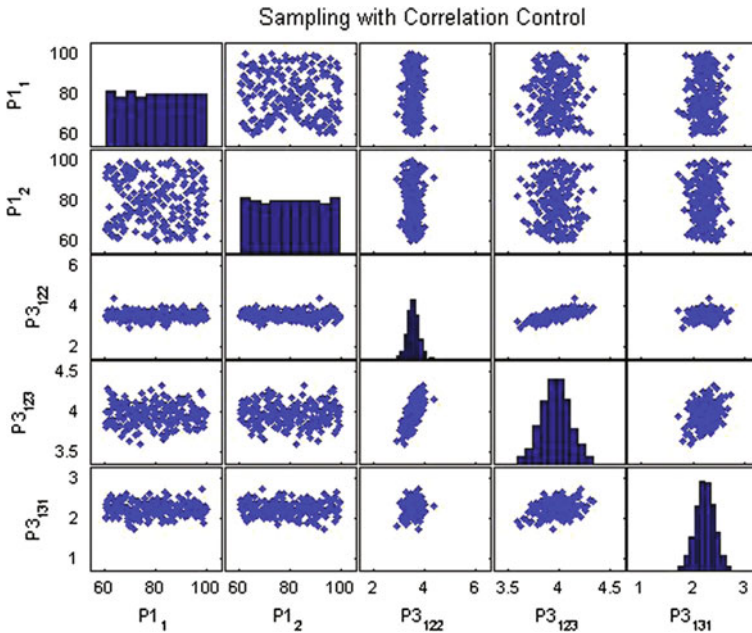 Sampling with Correlation Control
P1₁
100
80
60
P1₂
100
80
60
P3₁₂₂
6
4
2
P3₁₂₃
4.5
4
3.5
P3₁₃₁
3
2
1
60 80 100 60 80 100 2 4 6 3.5 4 4.5 1 2 3
P1₁ P1₂ P3₁₂₂ P3₁₂₃ P3₁₃₁